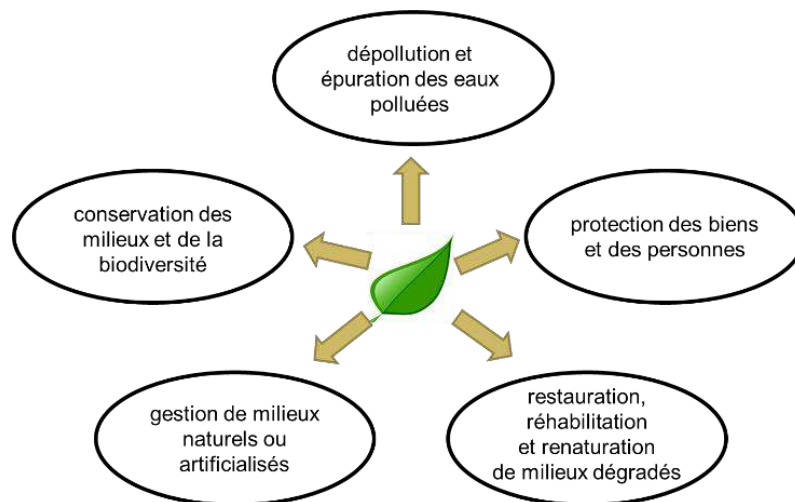 dépollution et
épuration des eaux
polluées
conservation des
milieux et de la
biodiversité
protection des biens
et des personnes
gestion de milieux
naturels ou
artificialisés
restauration,
réhabilitation
et renaturation
de milieux dégradés